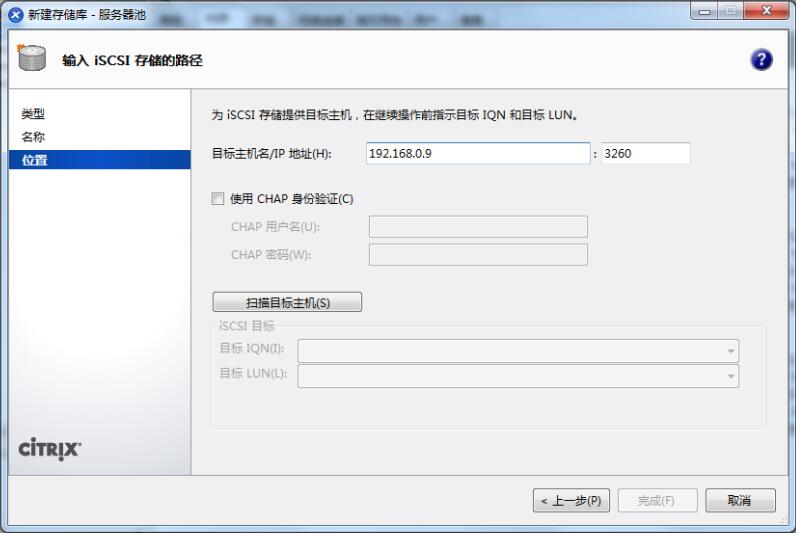 新建存储库 - 服务器池
输入 iSCSI 存储的路径
类型
名称
位置
为 iSCSI 存储提供目标主机，在继续操作前指示目标 IQN 和目标 LUN。
目标主机名/IP 地址(H): 192.168.0.9 : 3260
使用 CHAP 身份验证(C)
CHAP 用户名(U):
CHAP 密码(W):
扫描目标主机(S)
iSCSI 目标
目标 IQN(I):
目标 LUN(L):
CITRIX
< 上一步(P) 完成(F) 取消